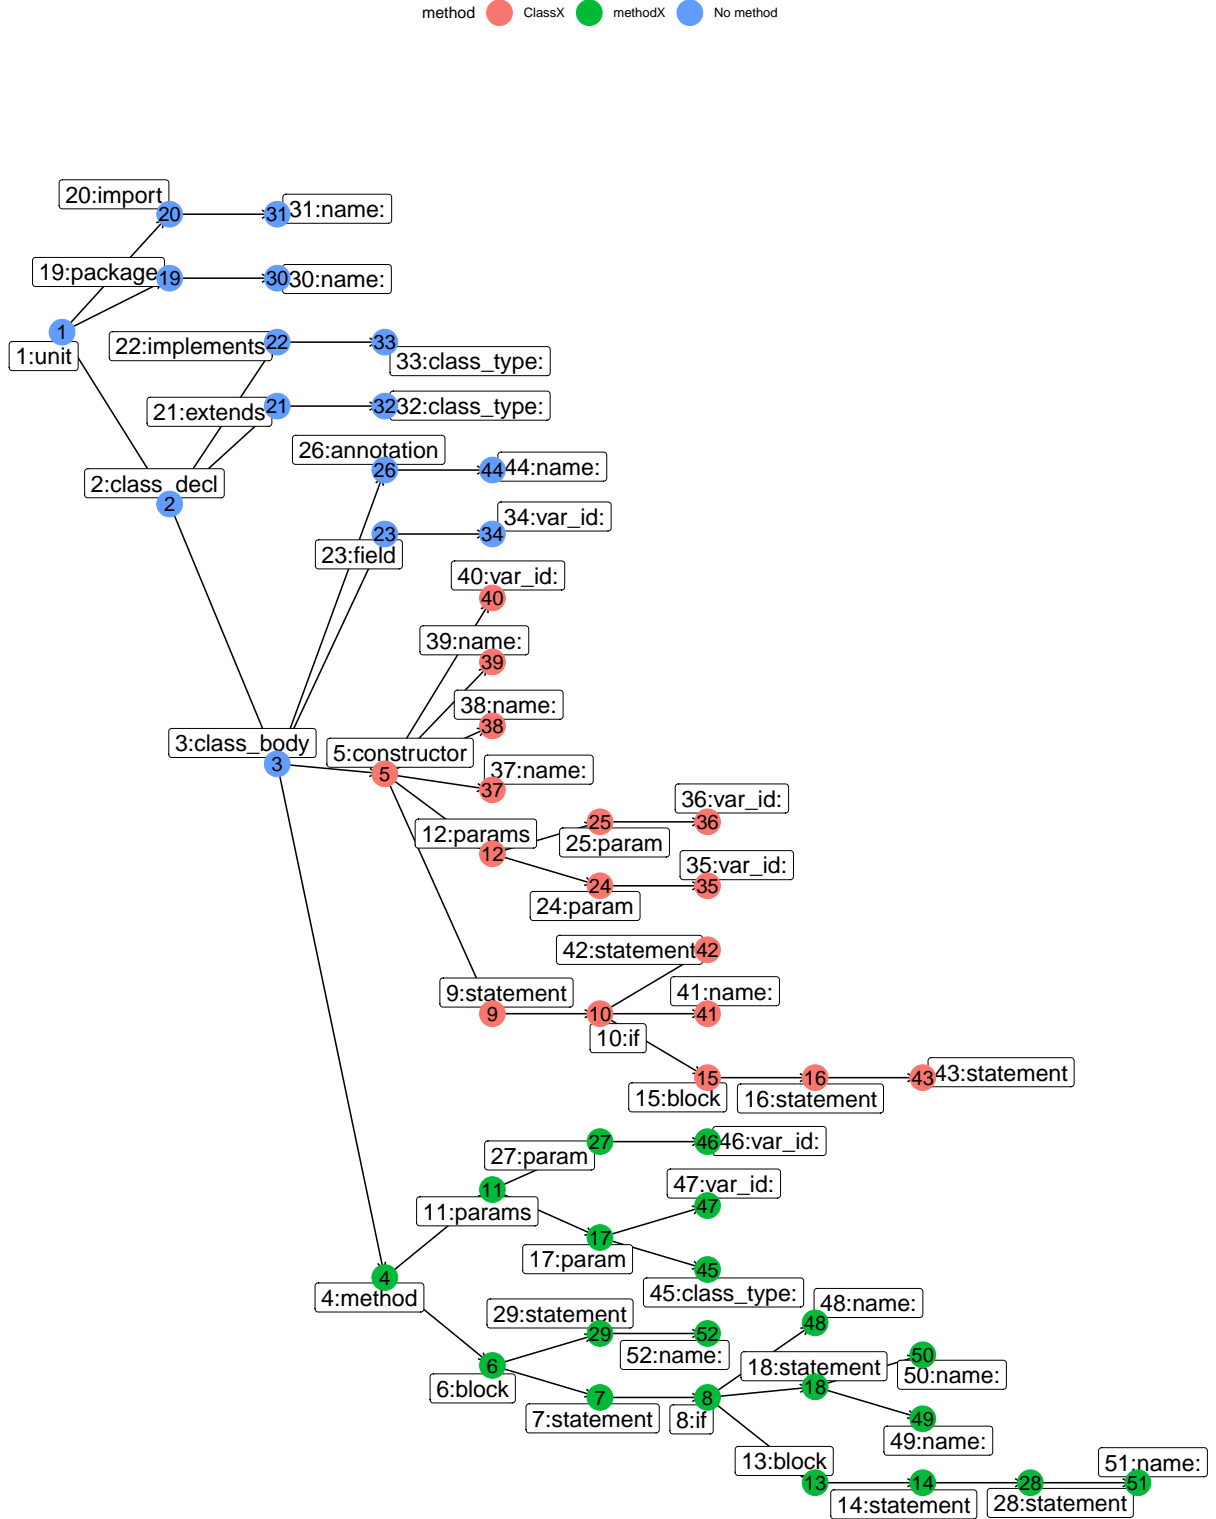 method ClassX methodX No method
20:import
20
31
31:name:
19:package
19
30
30:name:
1
1:unit
22:implements
22
33
33:class_type:
21:extends
21
32
32:class_type:
26:annotation
26
44
44:name:
2:class_decl
2
23
23:field
34
34:var_id:
40:var_id:
40
39:name:
39
38:name:
38
3:class_body
3
5:constructor
5
37:name:
37
12:params
12
25
25:param
36:var_id:
36
24
24:param
35:var_id:
35
42:statement
42
9:statement
9
10
10:if
41:name:
41
15
15:block
16
16:statement
43
43:statement
27:param
27
46
46:var_id:
11
11:params
47:var_id:
47
17
17:param
45
45:class_type:
4
4:method
29:statement
29
52
52:name:
48:name:
48
6
6:block
18:statement
18
50
50:name:
7
7:statement
8
8:if
49
49:name:
13:block
13
14
14:statement
28
28:statement
51:name:
51